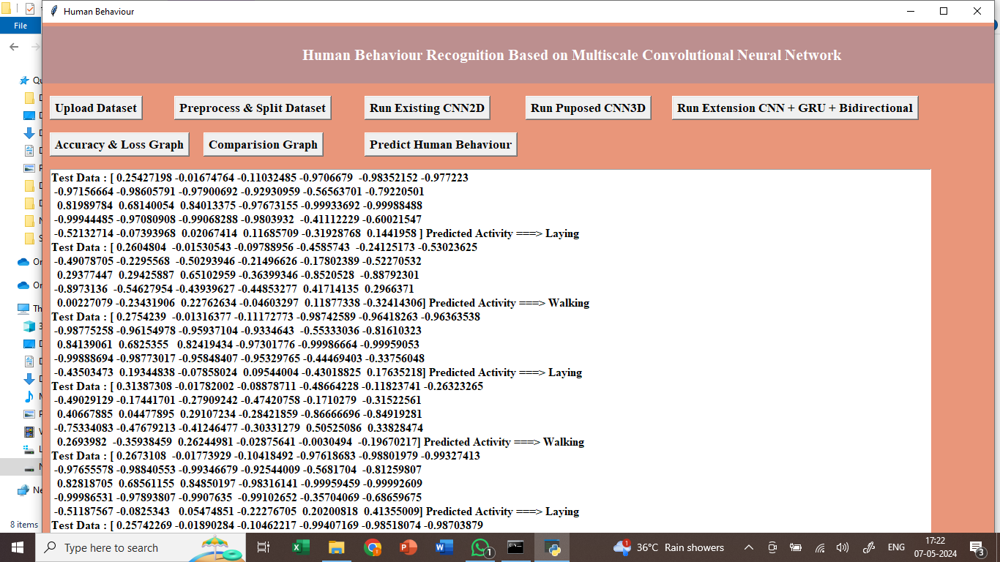 Human Behaviour
File
Human Behaviour Recognition Based on Multiscale Convolutional Neural Network
Upload Dataset
Preprocess & Split Dataset
Run Existing CNN2D
Run Puposed CNN3D
Run Extension CNN + GRU + Bidirectional
Accuracy & Loss Graph
Comparision Graph
Predict Human Behaviour
Test Data : [ 0.25427198 -0.01674764 -0.11032485 -0.9706679 -0.98352152 -0.977223
-0.97156664 -0.98605791 -0.97900692 -0.92930959 -0.56563701 -0.79220501
0.81989784 0.68140054 0.84013375 -0.97673155 -0.99933692 -0.99988488
-0.99944485 -0.97080908 -0.99068288 -0.9803932 -0.41112229 -0.60021547
-0.52132714 -0.07393968 0.02067414 0.11685709 -0.31928768 0.1441958 ] Predicted Activity ===> Laying
Test Data : [ 0.2604804 -0.01530543 -0.09788956 -0.4585743 -0.24125173 -0.53023625
-0.49078705 -0.2295568 -0.50293946 -0.21496626 -0.17802389 -0.52270532
0.29377447 0.29425887 0.65102959 -0.36399346 -0.8520528 -0.88792301
-0.8973136 -0.54627954 -0.43939627 -0.44853277 0.41714135 0.2966371
0.00227079 -0.23431906 0.22762634 -0.04603297 0.11877338 -0.32414306] Predicted Activity ===> Walking
Test Data : [ 0.2754239 -0.01316377 -0.11172773 -0.98742589 -0.96418263 -0.96363538
-0.98775258 -0.96154978 -0.95937104 -0.9334643 -0.55333036 -0.81610323
0.84139061 0.6825355 0.82419434 -0.97301776 -0.99986664 -0.99959053
-0.99888694 -0.98773017 -0.95848407 -0.95329765 -0.44469403 -0.33756048
-0.43503473 0.19344838 -0.07858024 0.09544004 -0.43018825 0.17635218] Predicted Activity ===> Laying
Test Data : [ 0.31387308 -0.01782002 -0.08878711 -0.48664228 -0.11823741 -0.26323265
-0.49029129 -0.17441701 -0.27909242 -0.47420758 -0.1710279 -0.31522561
0.40667885 0.04477895 0.29107234 -0.28421859 -0.86666696 -0.84919281
-0.75334083 -0.47679213 -0.41246477 -0.30331279 0.50525086 0.33828474
0.2693982 -0.35938459 0.26244981 -0.02875641 -0.0030494 -0.19670217] Predicted Activity ===> Walking
Test Data : [ 0.2673108 -0.01773929 -0.10418492 -0.97618683 -0.98801979 -0.99327413
-0.97655578 -0.98840553 -0.99346679 -0.92544009 -0.5681704 -0.81259807
0.82818705 0.68561155 0.84850197 -0.98316141 -0.99959459 -0.99992609
-0.99986531 -0.97893807 -0.9907635 -0.99102652 -0.35704069 -0.68659675
-0.51187567 -0.0825343 0.05474851 -0.22276705 0.20200818 0.41355009] Predicted Activity ===> Laying
Test Data : [ 0.25742269 -0.01890284 -0.10462217 -0.99407169 -0.98518074 -0.98703879
8 items
Type here to search
1
1
36°C Rain showers
ENG
17:22
07-05-2024
3